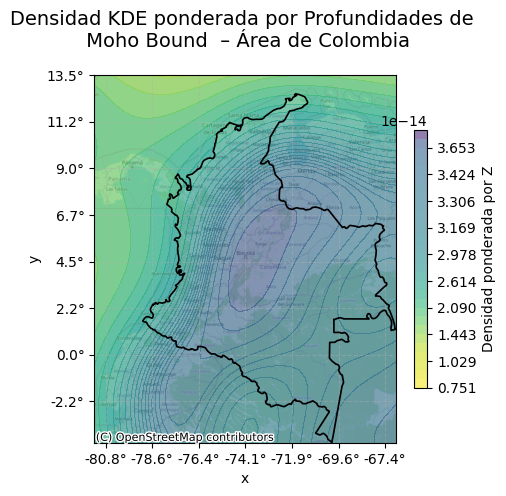 Densidad KDE ponderada por Profundidades de
Moho Bound – Área de Colombia
1e−14
13.5°
11.2°
9.0°
6.7°
4.5°
2.2°
0.0°
-2.2°
y
3.653
3.424
3.306
3.169
2.978
2.614
2.090
1.443
1.029
0.751
Densidad ponderada por Z
(C) OpenStreetMap contributors
-80.8° -78.6° -76.4° -74.1° -71.9° -69.6° -67.4°
x